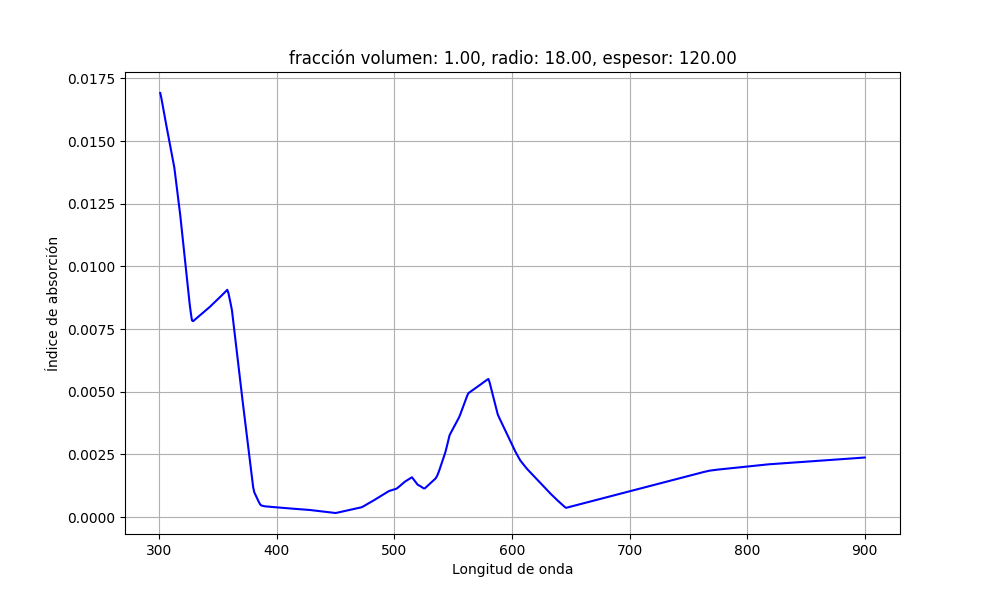 fracción volumen: 1.00, radio: 18.00, espesor: 120.00
0.0175
0.0150
0.0125
0.0100
0.0075
0.0050
0.0025
0.0000
Índice de absorción
300 400 500 600 700 800 900
Longitud de onda